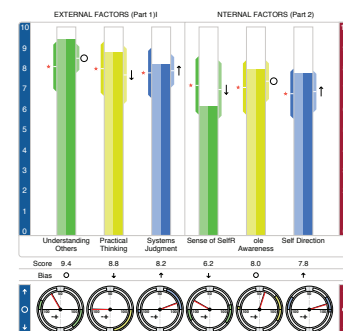 EXTERNAL FACTORS (Part 1)I
NTERNAL FACTORS (Part 2)
10
9
8
7
6
5
4
3
2
1
0
Understanding Others
Practical Thinking
Systems Judgment
Sense of SelfR
ole Awareness
Self Direction
Score 9.4 8.8 8.2 6.2 8.0 7.8
Bias